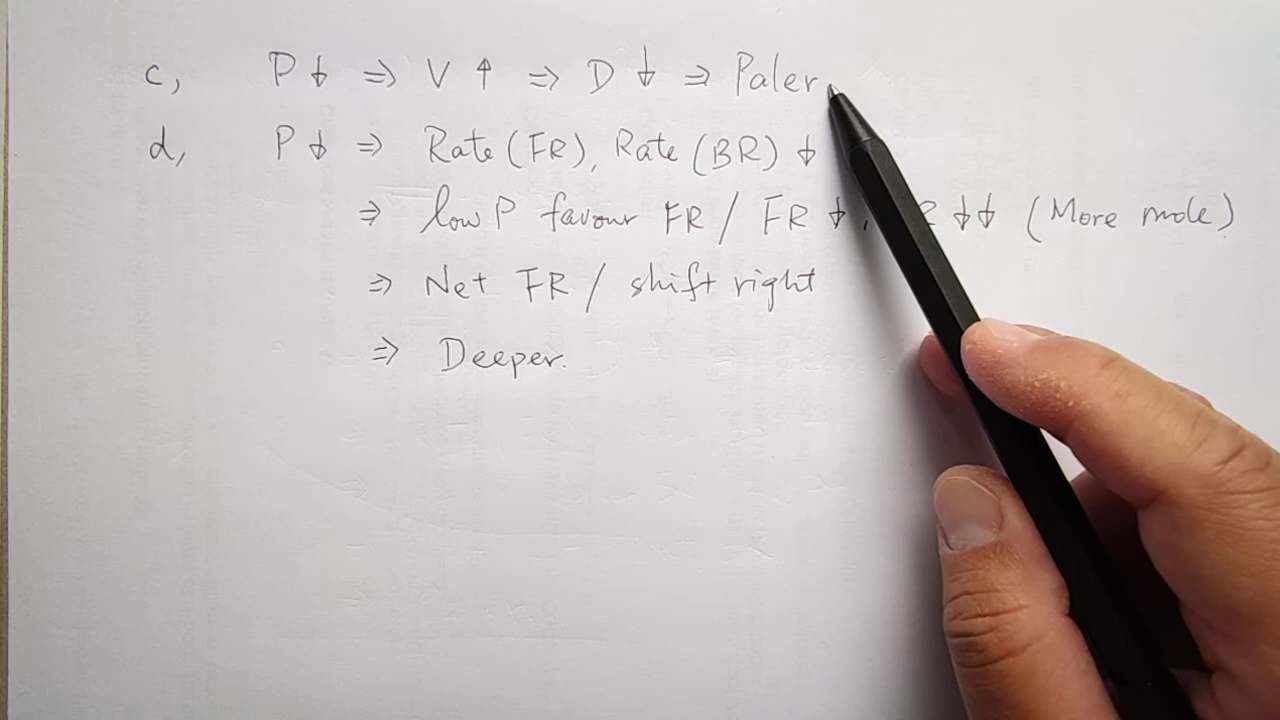 c, P ↓ ⇒ V ↑ ⇒ D ↓ ⇒ Paler
d, P ↓ ⇒ Rate (FR), Rate (BR) ↓
⇒ low P favour FR / FR ↓, R ↓↓ (More mole)
⇒ Net FR / shift right
⇒ Deeper.